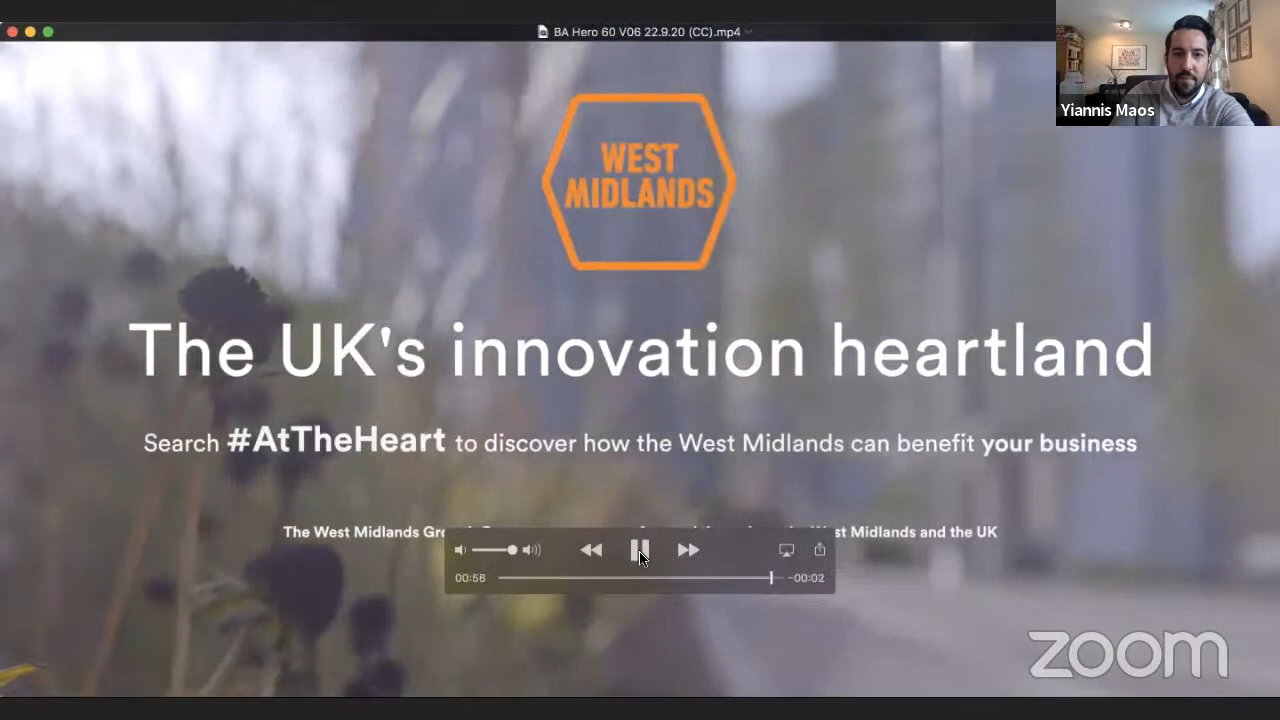 BA Hero 60 V06 22.9.20 (CC).mp4
Yiannis Maos
WEST
MIDLANDS
The UK's innovation heartland
Search #AtTheHeart to discover how the West Midlands can benefit your business
The West Midlands Midlands and the UK
00:58
-00:02
zoom